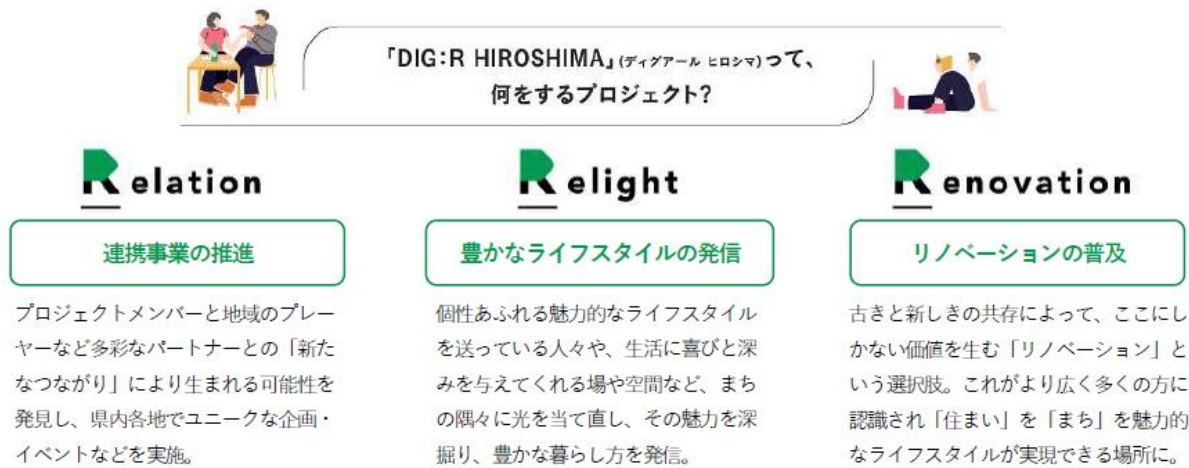 『DIG:R HIROSHIMA』(ディグアール ヒロシマ)って、
何をするプロジェクト?
Relation
連携事業の推進
プロジェクトメンバーと地域のプレー
ヤーなど多彩なパートナーとの「新た
なつながり」により生まれる可能性を
発見し、県内各地でユニークな企画・
イベントなどを実施。
Relight
豊かなライフスタイルの発信
個性あふれる魅力的なライフスタイル
を送っている人々や、生活に喜びと深
みを与えてくれる場や空間など、まち
の隅々に光を当て直し、その魅力を深
掘り、豊かな暮らし方を発信。
Renovation
リノベーションの普及
古きと新しきの共存によって、ここにし
かない価値を生む「リノベーション」と
いう選択肢。これがより広く多くの方に
認識され「住まい」を「まち」を魅力的
なライフスタイルが実現できる場所に。